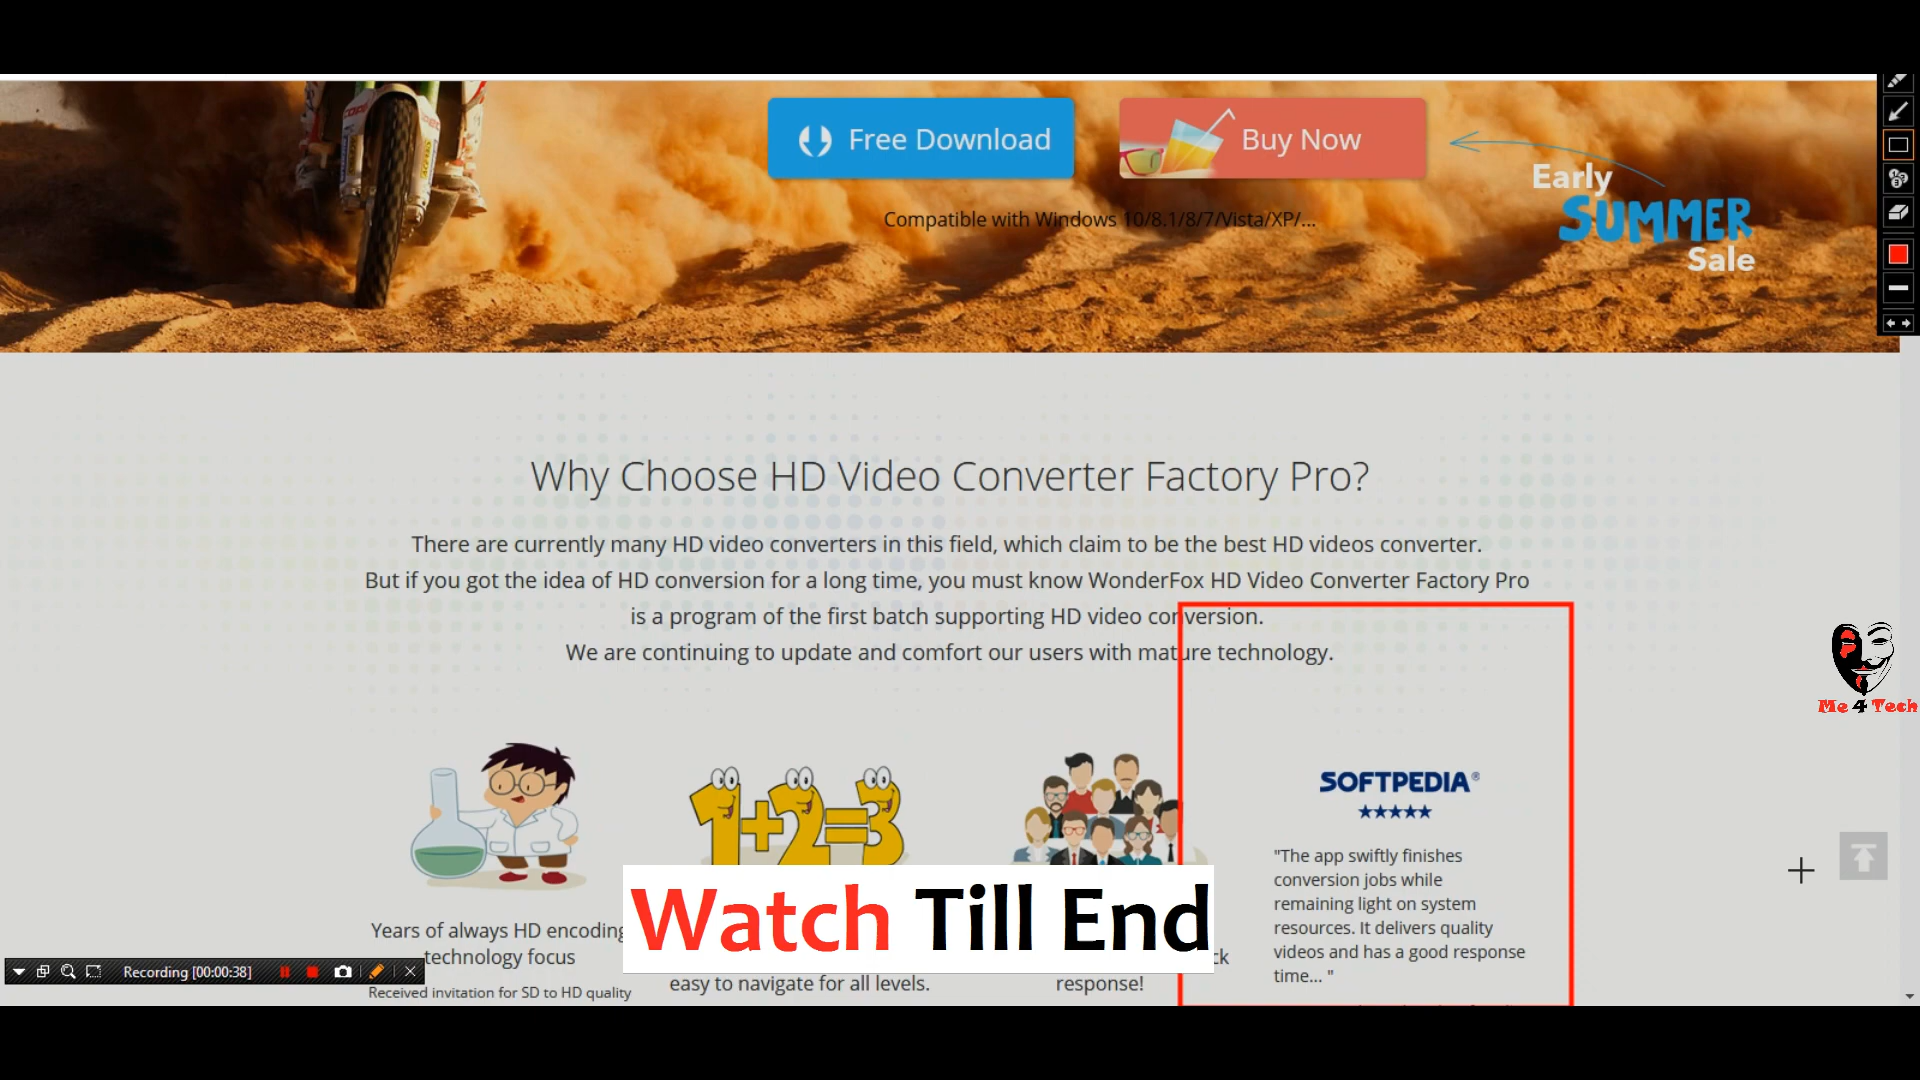 Free Download
Buy Now
Early
SUMMER
Sale
Compatible with Windows 10/8.1/8/7/Vista/XP/...
Why Choose HD Video Converter Factory Pro?
There are currently many HD video converters in this field, which claim to be the best HD videos converter.
But if you got the idea of HD conversion for a long time, you must know WonderFox HD Video Converter Factory Pro
is a program of the first batch supporting HD video conversion.
We are continuing to update and comfort our users with mature technology.
Me 4 Tech
1+2=3
SOFTPEDIA®
"The app swiftly finishes
conversion jobs while
remaining light on system
resources. It delivers quality
videos and has a good response
time... "
Years of always HD encoding
technology focus
Received invitation for SD to HD quality
Watch Till End
easy to navigate for all levels.
ck
response!
Recording [00:00:38]